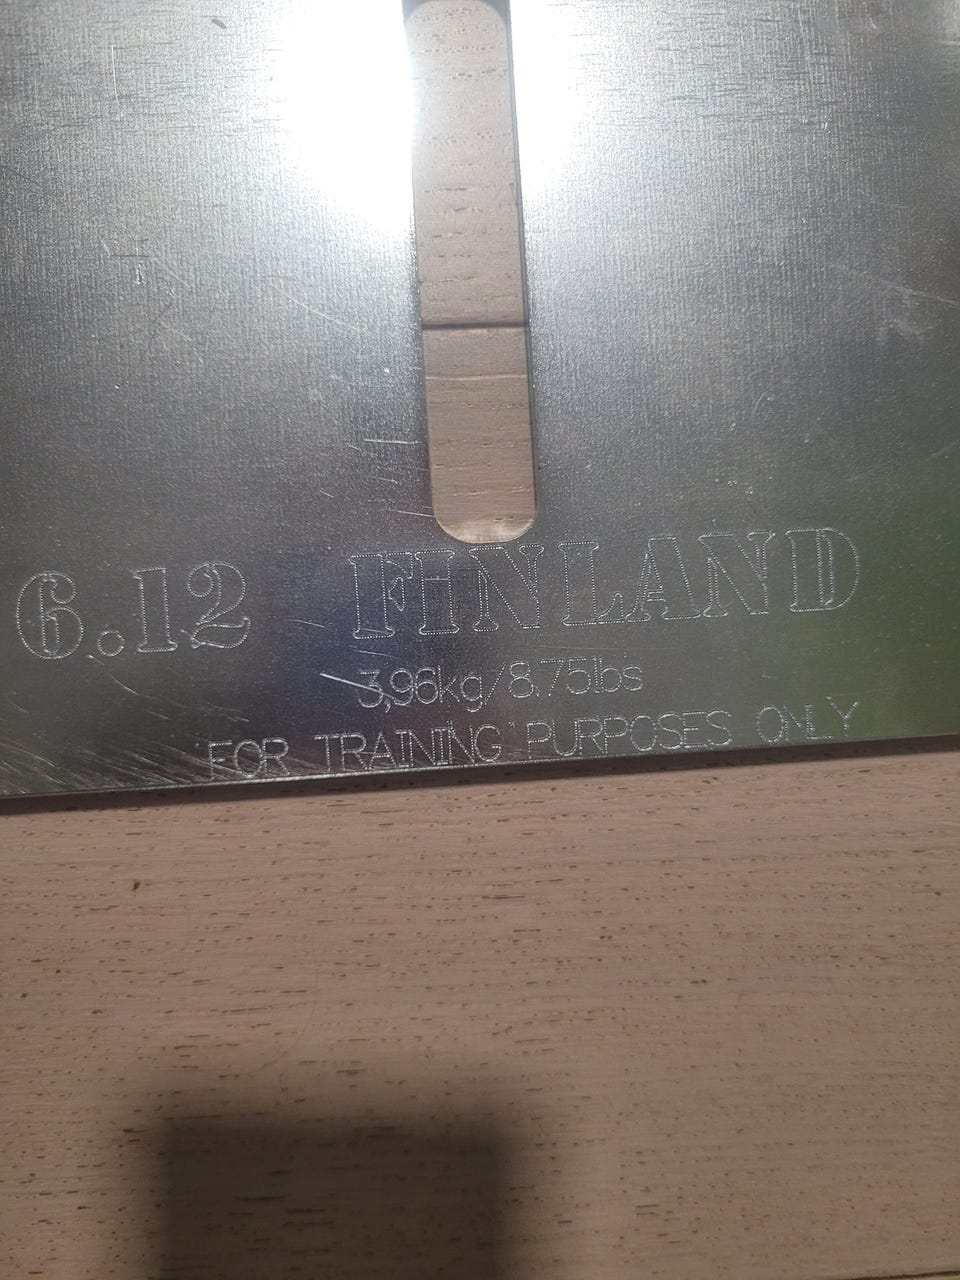 6.12 FINLAND
3,98kg/8.75lbs
FOR TRAINING PURPOSES ONLY